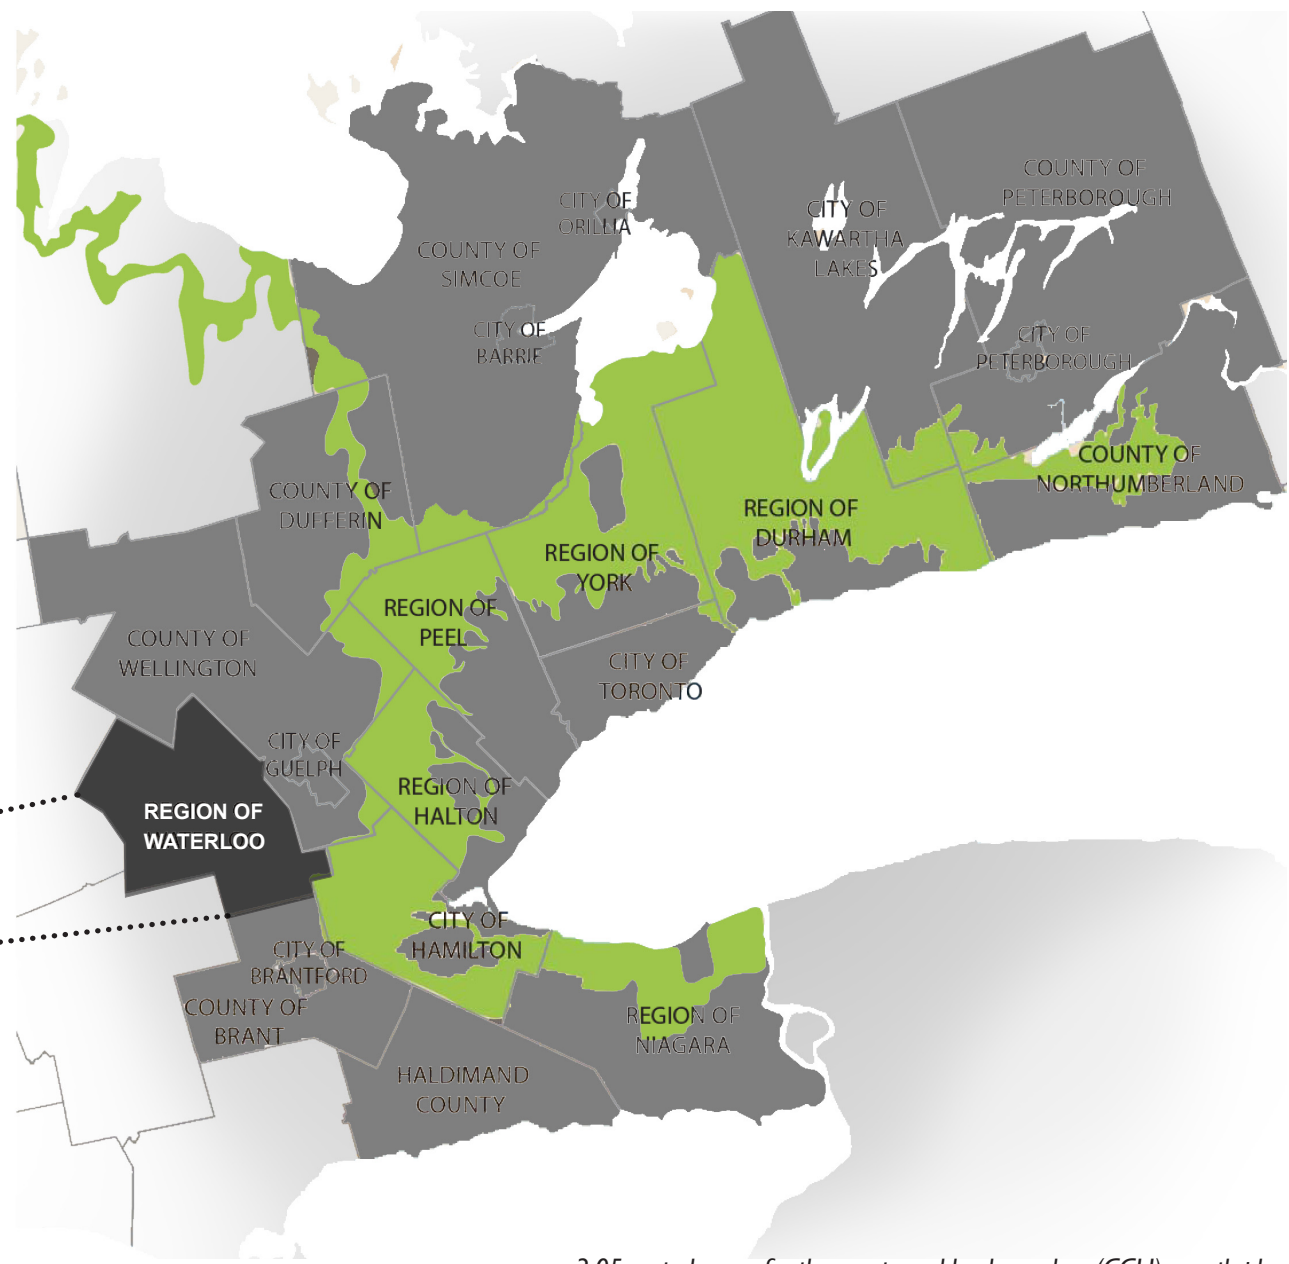 COUNTY OF
PETERBOROUGH
CITY OF
ORILLIA
CITY OF
KAWARTHA
LAKES
COUNTY OF
SIMCOE
CITY OF
BARRIE
CITY OF
PETERBOROUGH
COUNTY OF
NORTHUMBERLAND
COUNTY OF
DUFFERIN
REGION OF
DURHAM
REGION OF
YORK
REGION OF
PEEL
COUNTY OF
WELLINGTON
CITY OF
TORONTO
CITY OF
GUELPH
REGION OF
HALTON
REGION OF
WATERLOO
CITY OF
HAMILTON
CITY OF
BRANTFORD
COUNTY OF
BRANT
REGION OF
NIAGARA
HALDIMAND
COUNTY